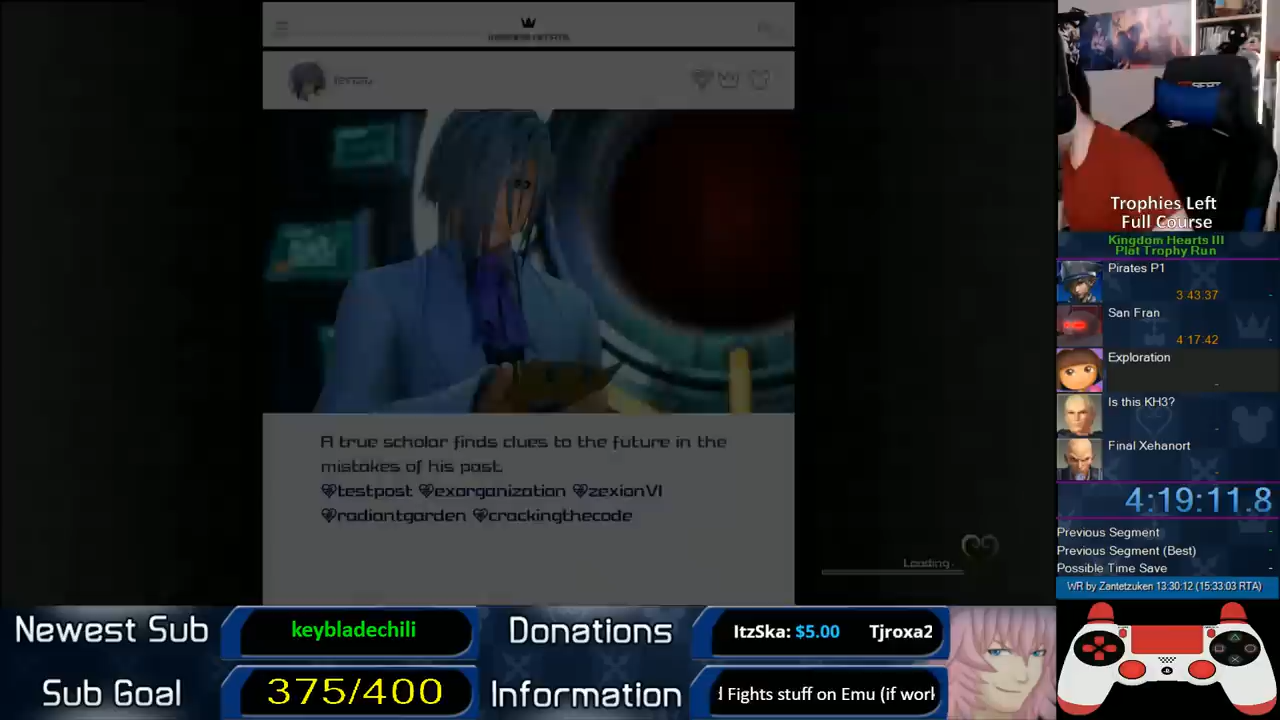 A true scholar finds clues to the future in the
mistakes of his past.
testpost exorganization zexionVI
radiantgarden crackingthecode
Loading.
Trophies Left
Full Course
Kingdom Hearts III
Plat Trophy Run
Pirates P1
3:43:37 -
San Fran
4:17:42 -
Exploration
-
Is this KH3?
-
Final Xehanort
-
4:19:11.8
Previous Segment -
Previous Segment (Best) -
Possible Time Save -
WR by Zantetzuken 13:30:12 (15:33:03 RTA)
Newest Sub
keybladechili
Donations
ItzSka: $5.00 Tjroxa2
Sub Goal
375/400
Information
Fights stuff on Emu (if work